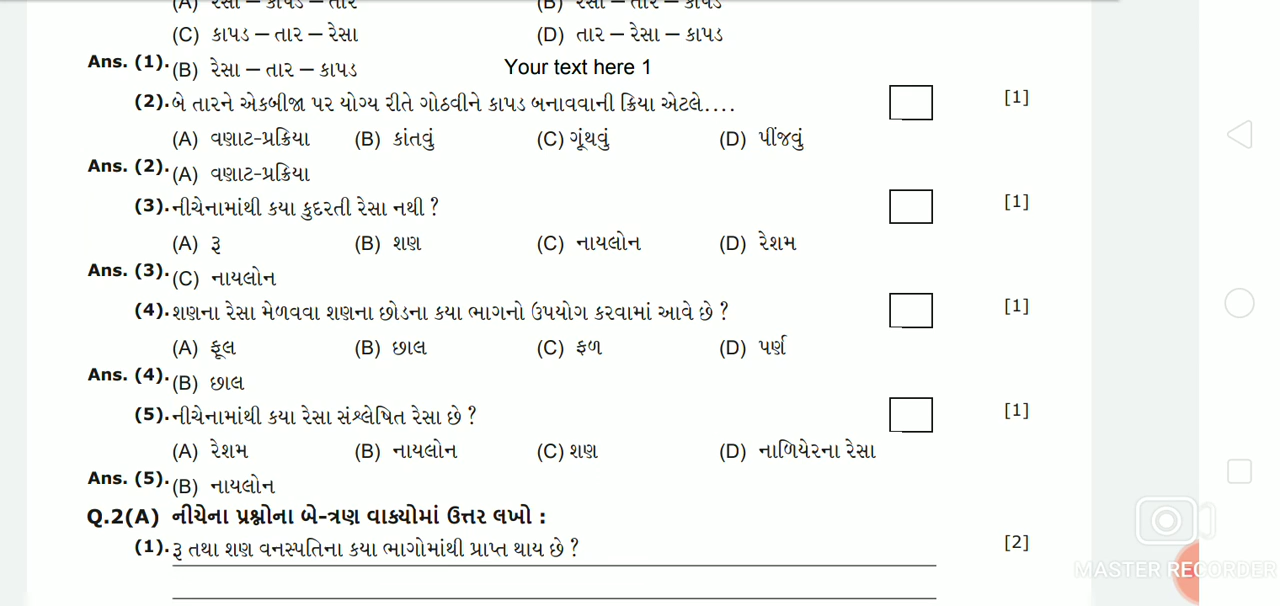 (A) રેસા – કાપડ – તાર (B) રેસા – તાર – કાપડ
(C) કાપડ – તાર – રેસા (D) તાર – રેસા – કાપડ
Ans. (1). (B) રેસા – તાર – કાપડ Your text here 1
(2). બે તારને એકબીજા પર યોગ્ય રીતે ગોઠવીને કાપડ બનાવવાની ક્રિયા એટલે.... [1]
(A) વણાટ-પ્રક્રિયા (B) કાંતવું (C) ગૂંથવું (D) પીંજવું
Ans. (2). (A) વણાટ-પ્રક્રિયા
(3). નીચેનામાંથી કયા કુદરતી રેસા નથી ? [1]
(A) રૂ (B) શણ (C) નાયલોન (D) રેશમ
Ans. (3). (C) નાયલોન
(4). શણના રેસા મેળવવા શણના છોડના કયા ભાગનો ઉપયોગ કરવામાં આવે છે ? [1]
(A) ફૂલ (B) છાલ (C) ફળ (D) પર્ણ
Ans. (4). (B) છાલ
(5). નીચેનામાંથી કયા રેસા સંશ્લેષિત રેસા છે ? [1]
(A) રેશમ (B) નાયલોન (C) શણ (D) નાળિયેરના રેસા
Ans. (5). (B) નાયલોન
Q.2(A) નીચેના પ્રશ્નોના બે-ત્રણ વાક્યોમાં ઉત્તર લખો :
(1). રૂ તથા શણ વનસ્પતિના કયા ભાગોમાંથી પ્રાપ્ત થાય છે ? [2]
MASTER RECORDER